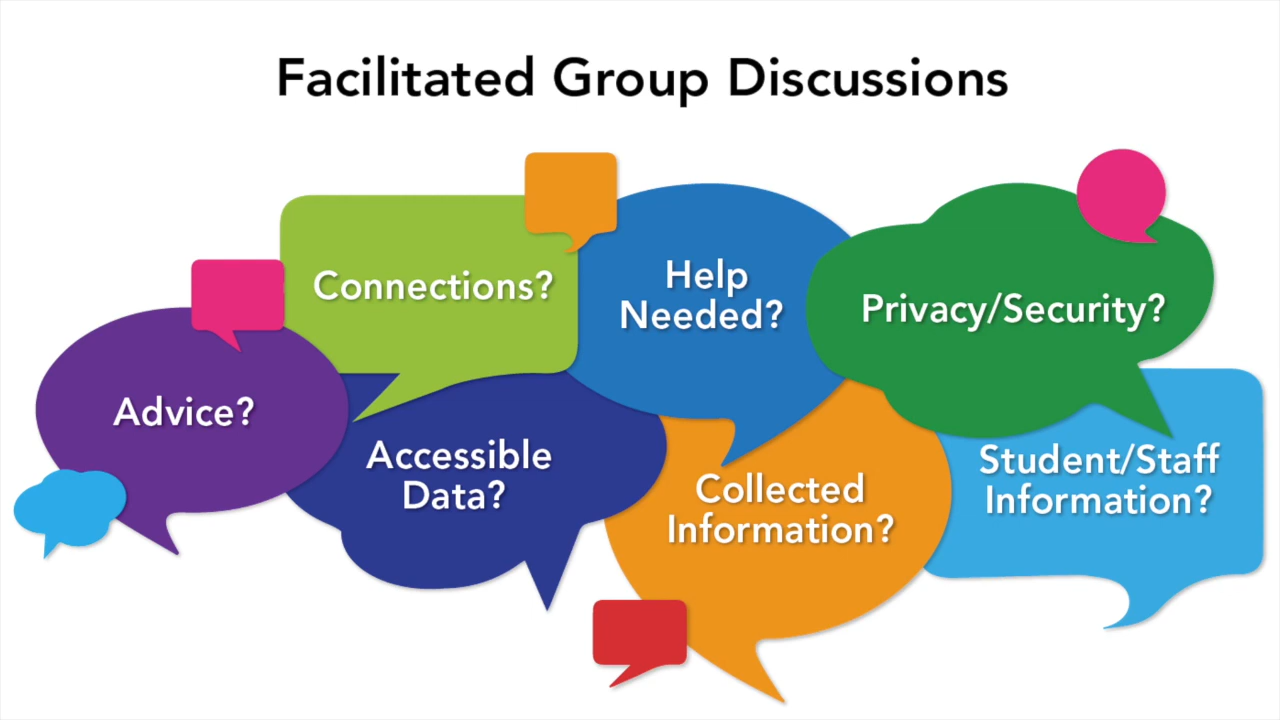 Facilitated Group Discussions
Connections?
Help
Needed?
Privacy/Security?
Advice?
Accessible
Data?
Collected
Information?
Student/Staff
Information?